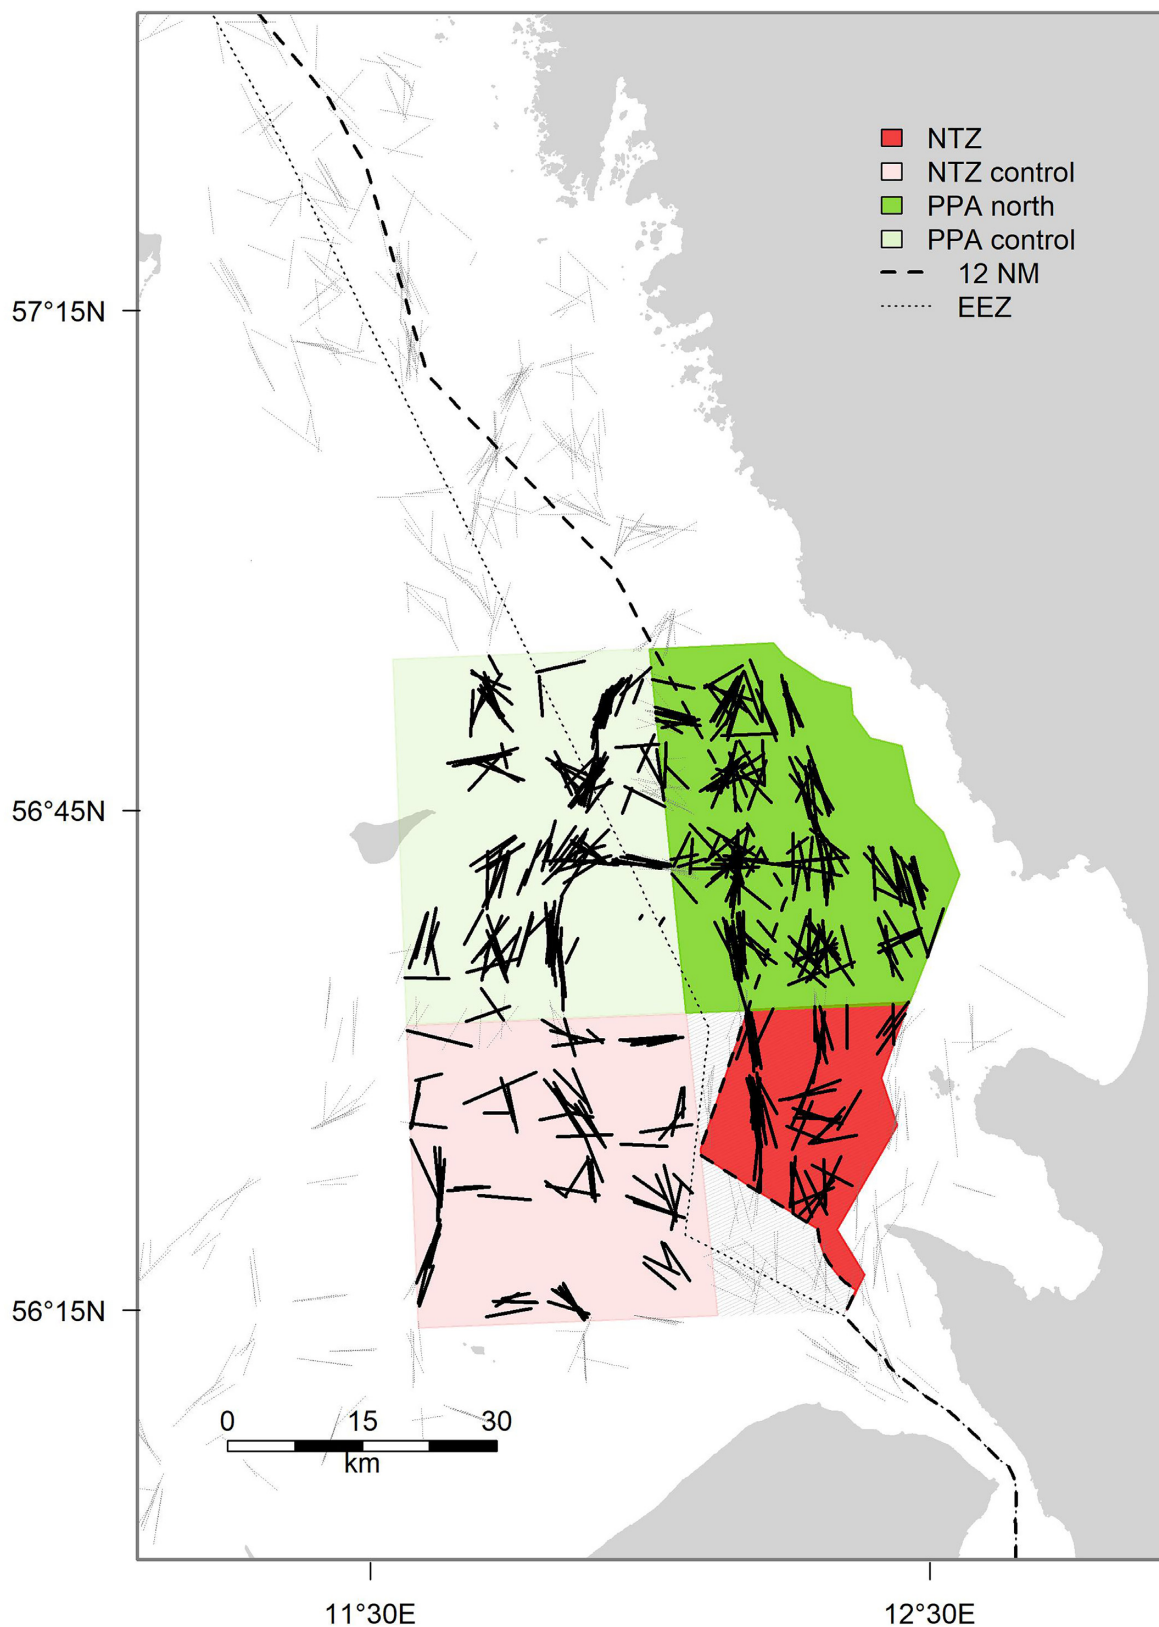 NTZ
NTZ control
PPA north
PPA control
12 NM
EEZ
57°15N
56°45N
56°15N
0 15 30
km
11°30E 12°30E